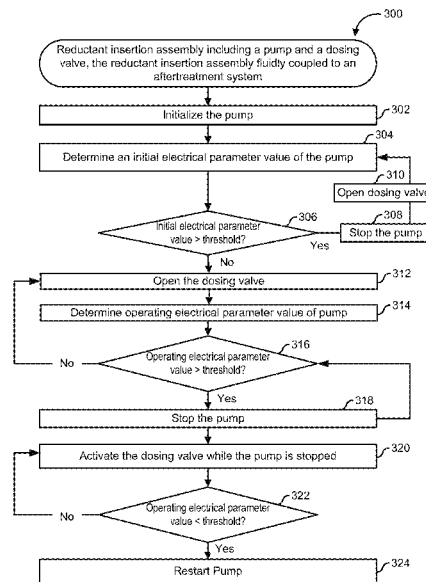 300
Reductant insertion assembly including a pump and a dosing
valve, the reductant insertion assembly fluidly coupled to an
aftertreatment system
302
Initialize the pump
304
Determine an initial electrical parameter value of the pump
310
Open dosing valve
306
Initial electrical parameter
value > threshold?
308
Stop the pump
Yes
No
312
Open the dosing valve
314
Determine operating electrical parameter value of pump
316
Operating electrical parameter
value > threshold?
No
Yes
318
Stop the pump
320
Activate the dosing valve while the pump is stopped
322
Operating electrical parameter
value < threshold?
No
Yes
324
Restart Pump